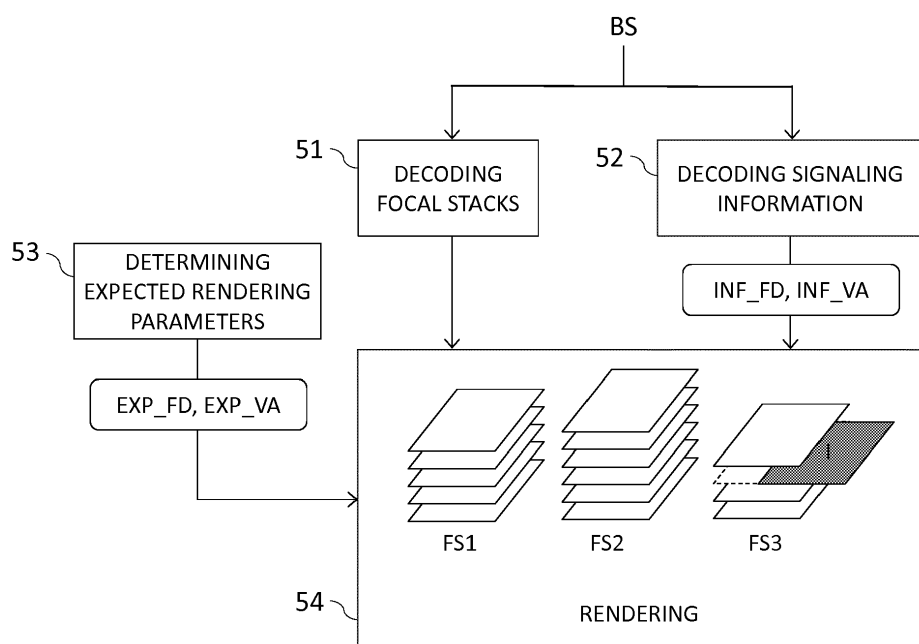 BS
51
DECODING
FOCAL STACKS
52
DECODING SIGNALING
INFORMATION
53
DETERMINING
EXPECTED RENDERING
PARAMETERS
INF_FD, INF_VA
EXP_FD, EXP_VA
I
FS1
FS2
FS3
54
RENDERING